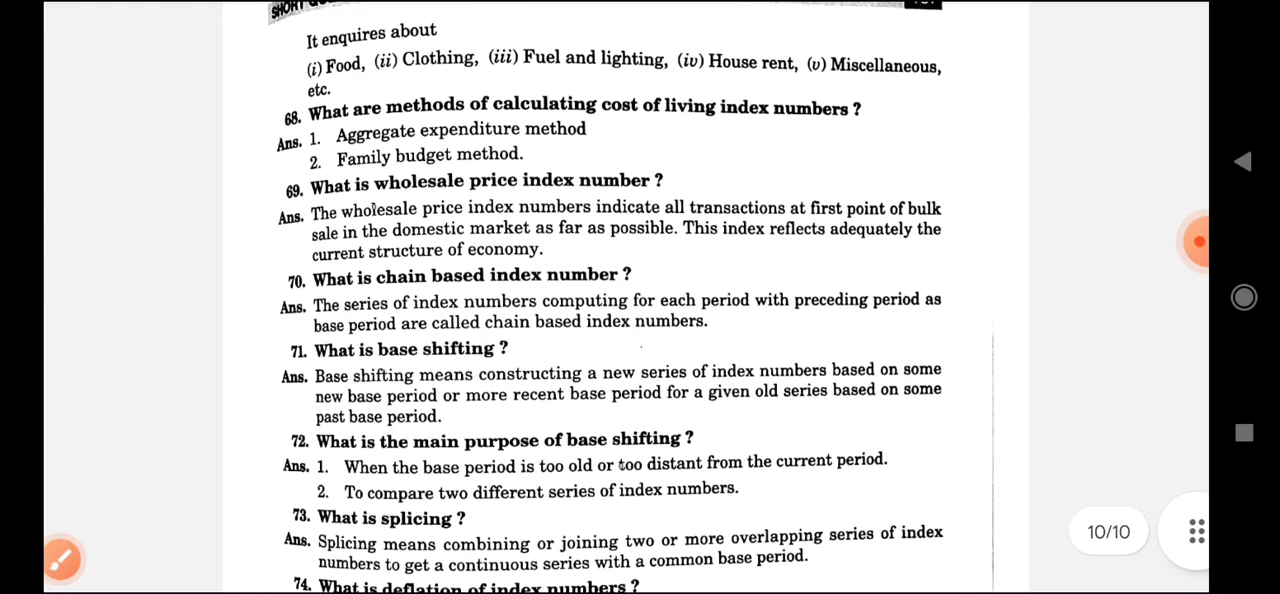 SHORT
It enquires about
(i) Food, (ii) Clothing, (iii) Fuel and lighting, (iv) House rent, (v) Miscellaneous,
etc.
68. What are methods of calculating cost of living index numbers ?
Ans. 1. Aggregate expenditure method
2. Family budget method.
69. What is wholesale price index number ?
Ans. The wholesale price index numbers indicate all transactions at first point of bulk
sale in the domestic market as far as possible. This index reflects adequately the
current structure of economy.
70. What is chain based index number ?
Ans. The series of index numbers computing for each period with preceding period as
base period are called chain based index numbers.
71. What is base shifting ?
Ans. Base shifting means constructing a new series of index numbers based on some
new base period or more recent base period for a given old series based on some
past base period.
72. What is the main purpose of base shifting ?
Ans. 1. When the base period is too old or too distant from the current period.
2. To compare two different series of index numbers.
73. What is splicing ?
Ans. Splicing means combining or joining two or more overlapping series of index
numbers to get a continuous series with a common base period.
74. What is deflation of index numbers ?
10/10